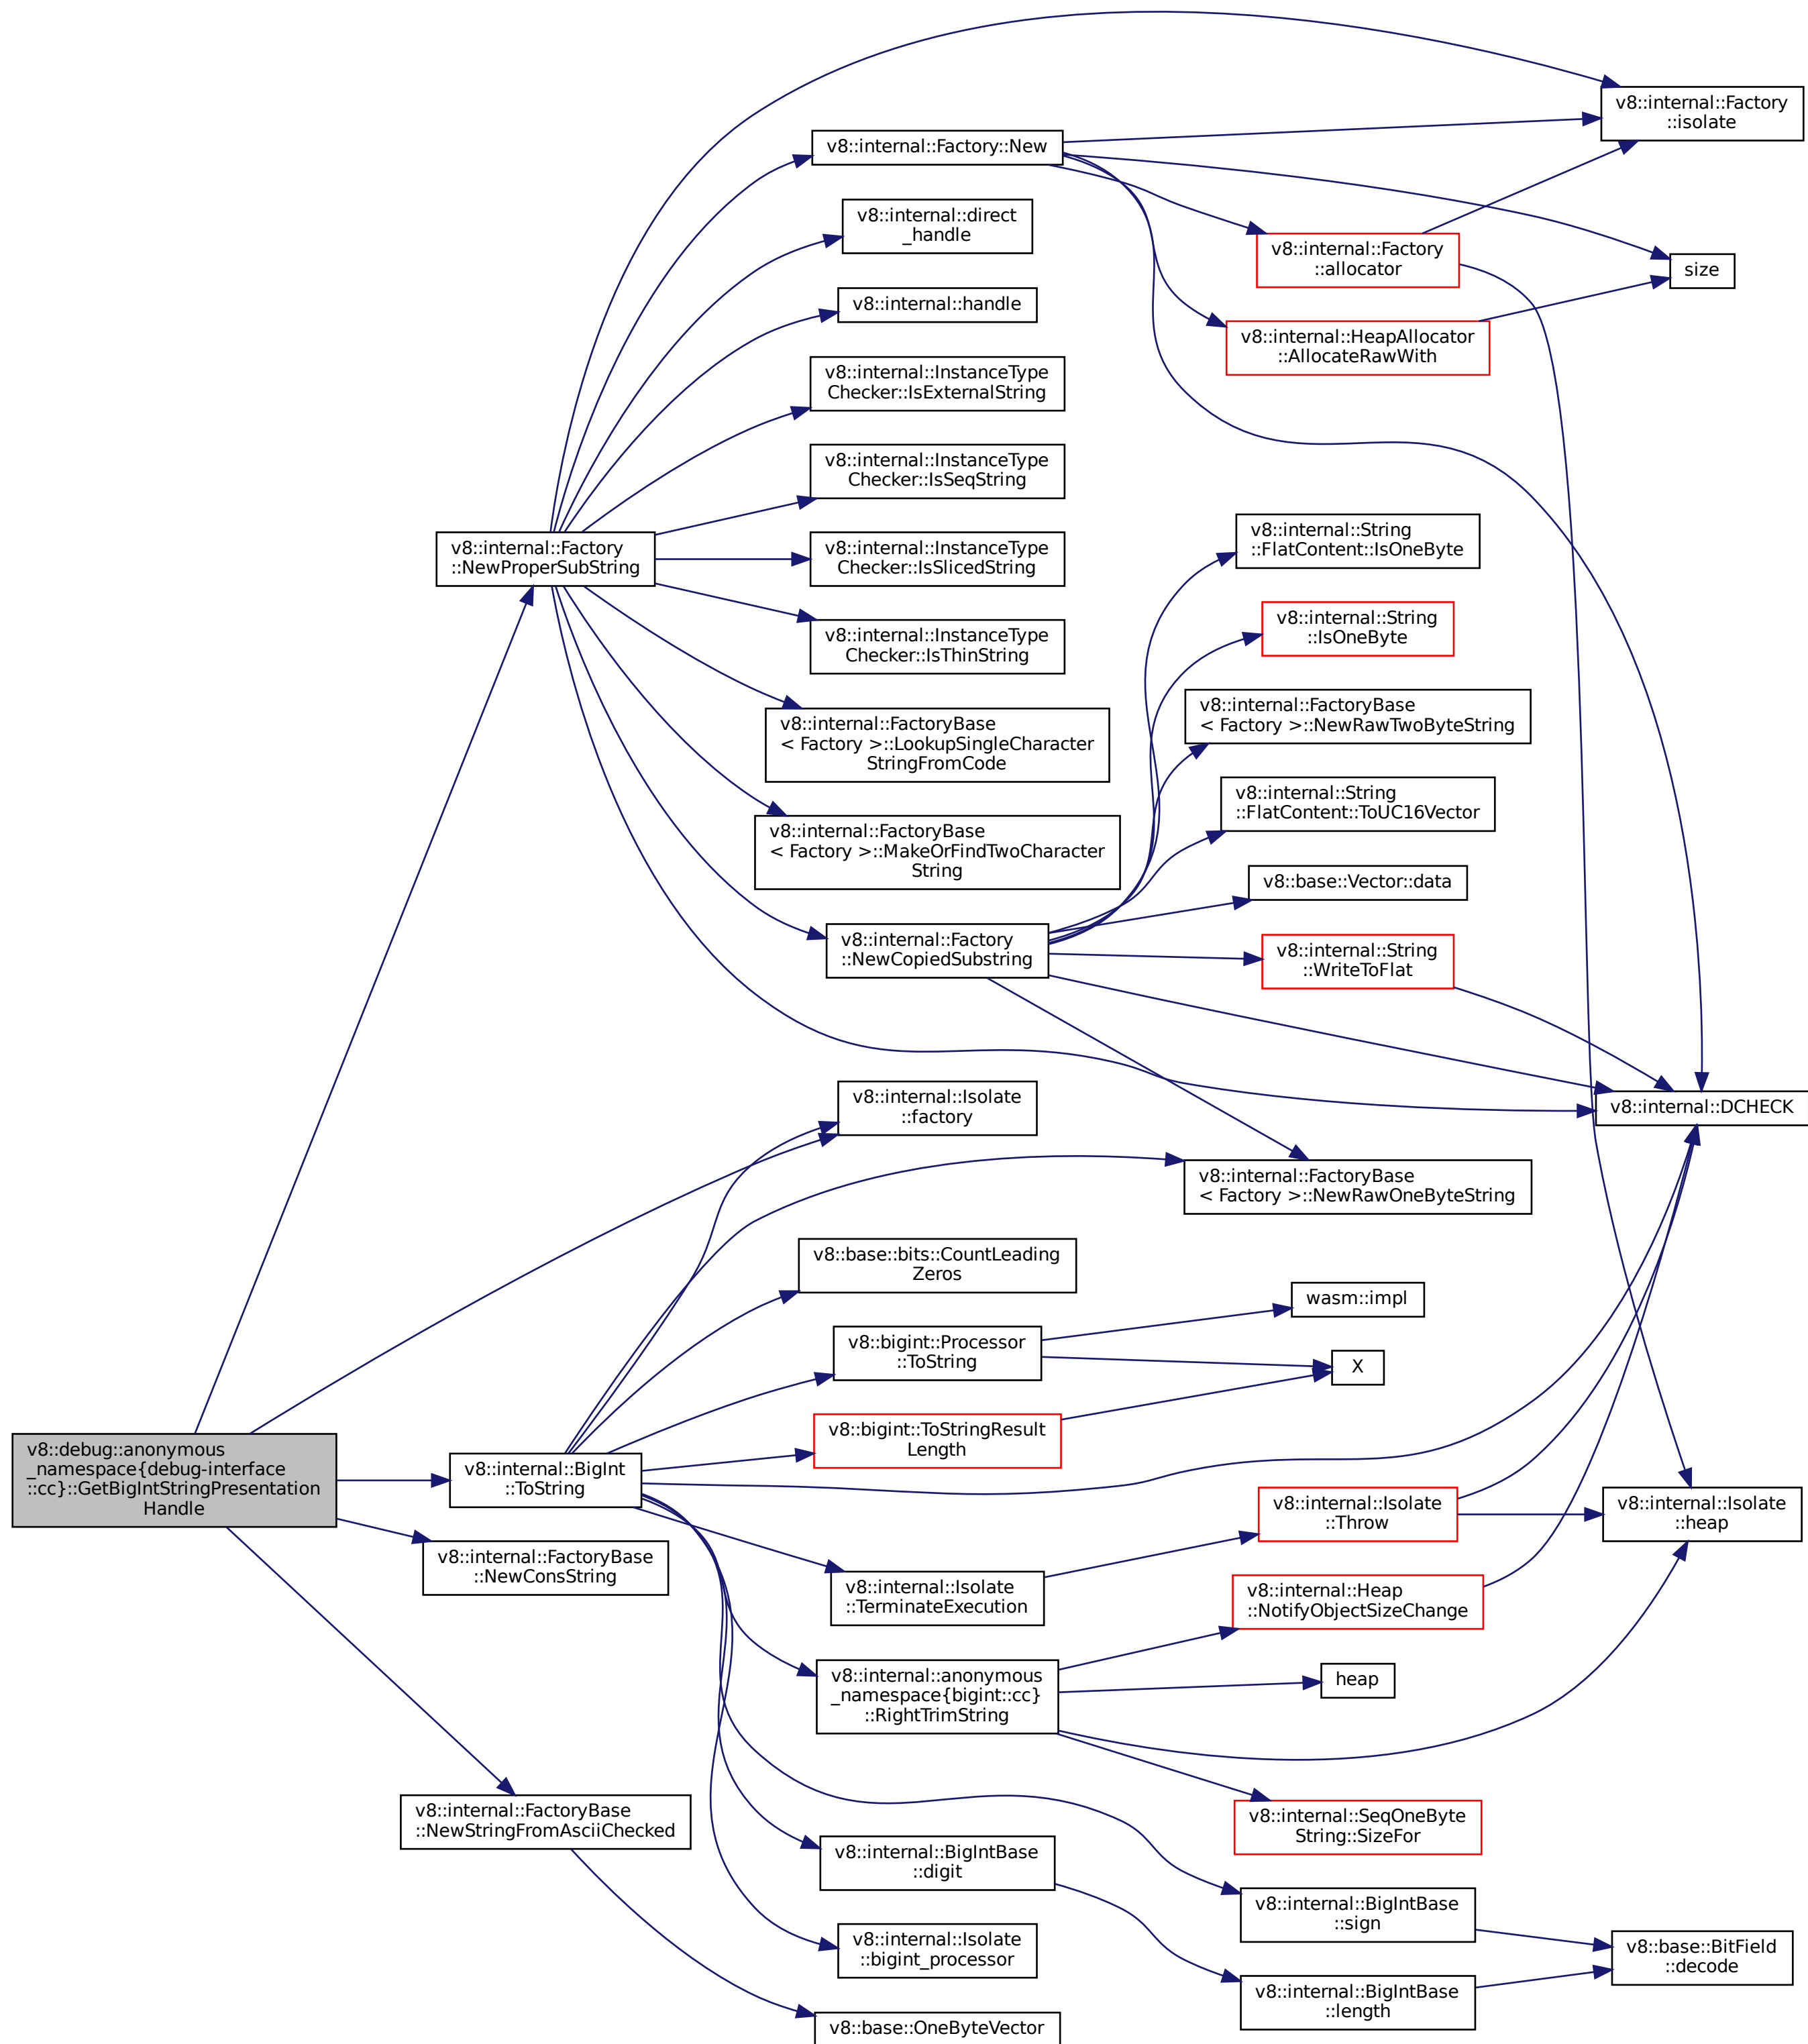 v8::internal::Factory
::isolate
v8::internal::Factory::New
v8::internal::direct
_handle
v8::internal::Factory
::allocator
size
v8::internal::handle
v8::internal::HeapAllocator
::AllocateRawWith
v8::internal::InstanceType
Checker::IsExternalString
v8::internal::InstanceType
Checker::IsSeqString
v8::internal::Factory
::NewProperSubString
v8::internal::InstanceType
Checker::IsSlicedString
v8::internal::String
::FlatContent::IsOneByte
v8::internal::InstanceType
Checker::IsThinString
v8::internal::String
::IsOneByte
v8::internal::FactoryBase
< Factory >::LookupSingleCharacter
StringFromCode
v8::internal::FactoryBase
< Factory >::NewRawTwoByteString
v8::internal::String
::FlatContent::ToUC16Vector
v8::internal::FactoryBase
< Factory >::MakeOrFindTwoCharacter
String
v8::base::Vector::data
v8::internal::Factory
::NewCopiedSubstring
v8::internal::String
::WriteToFlat
v8::internal::Isolate
::factory
v8::internal::DCHECK
v8::internal::FactoryBase
< Factory >::NewRawOneByteString
v8::base::bits::CountLeading
Zeros
wasm::impl
v8::bigint::Processor
::ToString
X
v8::bigint::ToStringResult
Length
v8::debug::anonymous
_namespace{debug-interface
::cc}::GetBigIntStringPresentation
Handle
v8::internal::BigInt
::ToString
v8::internal::Isolate
::Throw
v8::internal::Isolate
::heap
v8::internal::FactoryBase
::NewConsString
v8::internal::Isolate
::TerminateExecution
v8::internal::Heap
::NotifyObjectSizeChange
v8::internal::anonymous
_namespace{bigint::cc}
::RightTrimString
heap
v8::internal::FactoryBase
::NewStringFromAsciiChecked
v8::internal::SeqOneByte
String::SizeFor
v8::internal::BigIntBase
::digit
v8::internal::BigIntBase
::sign
v8::internal::Isolate
::bigint_processor
v8::base::BitField
::decode
v8::internal::BigIntBase
::length
v8::base::OneByteVector